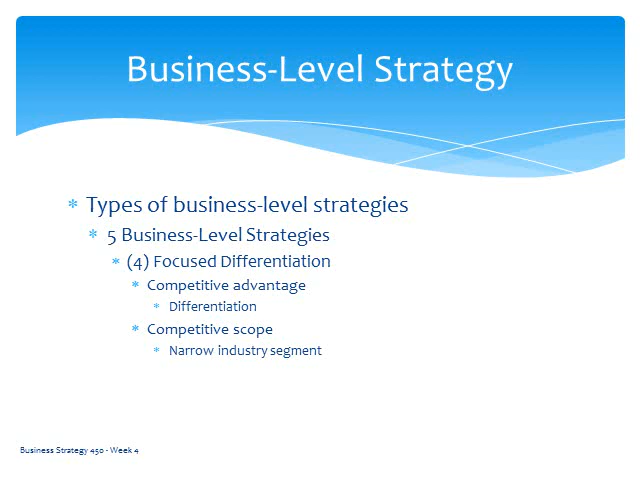 Business-Level Strategy
* Types of business-level strategies
* 5 Business-Level Strategies
* (4) Focused Differentiation
* Competitive advantage
* Differentiation
* Competitive scope
* Narrow industry segment
Business Strategy 450 - Week 4